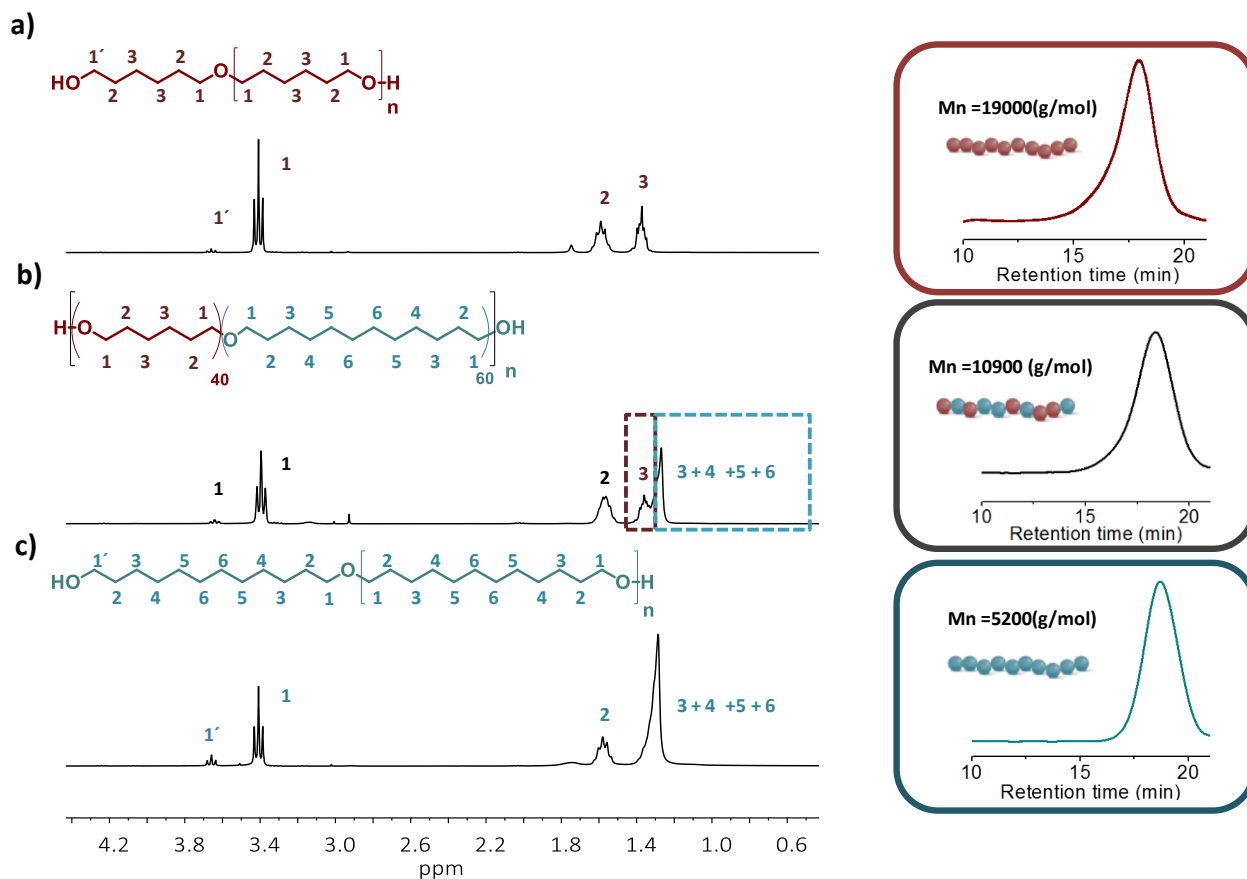 a)
1´ 3 2 2 3 1
HO O O H
2 3 1 1 3 2 n
1
1´
2
3
Mn =19000(g/mol)
10 15 20
Retention time (min)
b)
2 3 1 1 3 5 6 4 2
H O O OH
1 3 2 2 4 6 5 3 1
40 60 n
1
1
2
3
3 + 4 +5 + 6
Mn =10900 (g/mol)
10 15 20
Retention time (min)
c)
1´ 3 5 6 4 2 2 4 6 5 3 1
HO O O H
2 4 6 5 3 1 1 3 5 6 4 2 n
1
1´
2
3 + 4 +5 + 6
Mn =5200(g/mol)
10 15 20
Retention time (min)
4.2 3.8 3.4 3.0 2.6 2.2 1.8 1.4 1.0 0.6
ppm